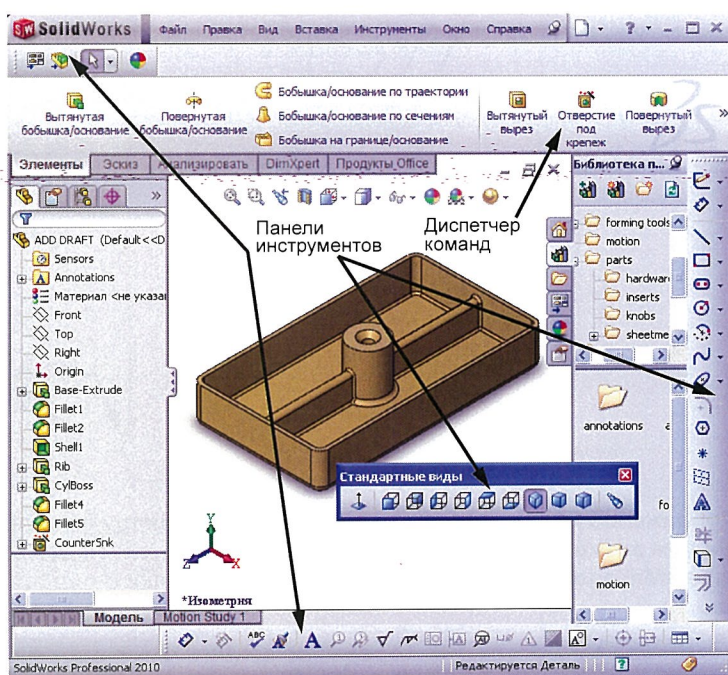 SolidWorks Файл Правка Вид Вставка Инструменты Окно Справка
Вытянутая бобышка/основание
Повернутая бобышка/основание
Бобышка/основание по траектории
Бобышка/основание по сечениям
Бобышка на границе/основание
Вытянутый вырез
Отверстие под крепеж
Повернутый вырез
Элементы Эскиз Анализировать DimXpert Продукты Office
Библиотека п...
Панели инструментов
Диспетчер команд
ADD DRAFT (Default<<D
Sensors
Annotations
Материал <не указа
Front
Top
Right
Origin
Base-Extrude
Fillet1
Fillet2
Shell1
Rib
CylBoss
Fillet4
Fillet5
CounterSnk
forming tools
motion
parts
hardwar
inserts
knobs
sheetme
annotations a
fo
motion
Стандартные виды
Y
Z X
*Изометрия
Модель Motion Study 1
ABC
SolidWorks Professional 2010 Редактируется Деталь